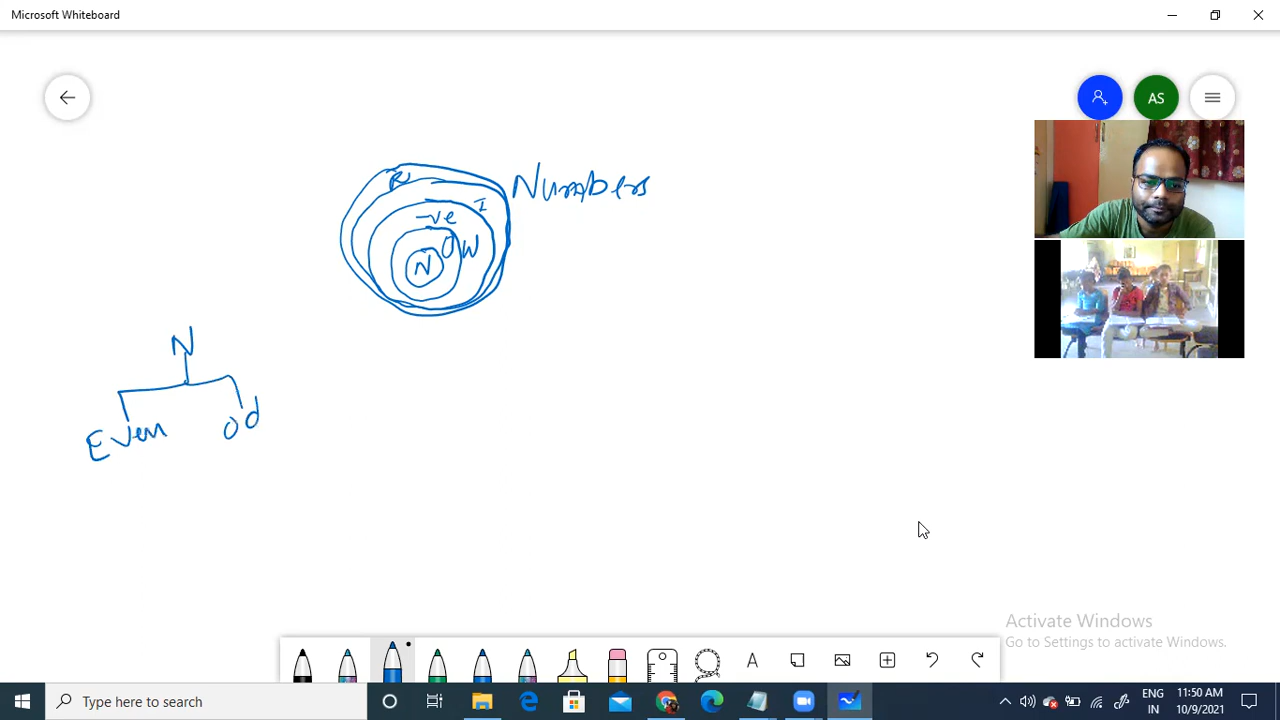 Microsoft Whiteboard
AS
R
Numbers
I
-ve
0
W
N
N
Even
Od
Activate Windows
Go to Settings to activate Windows.
A
Type here to search
ENG
IN
11:50 AM
10/9/2021